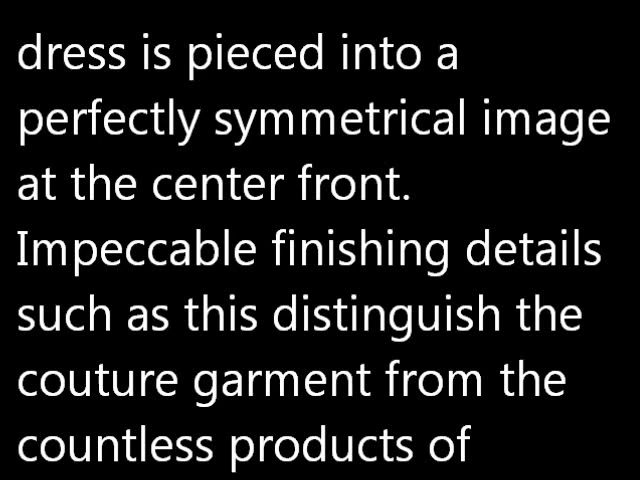 dress is pieced into a
perfectly symmetrical image
at the center front.
Impeccable finishing details
such as this distinguish the
couture garment from the
countless products of